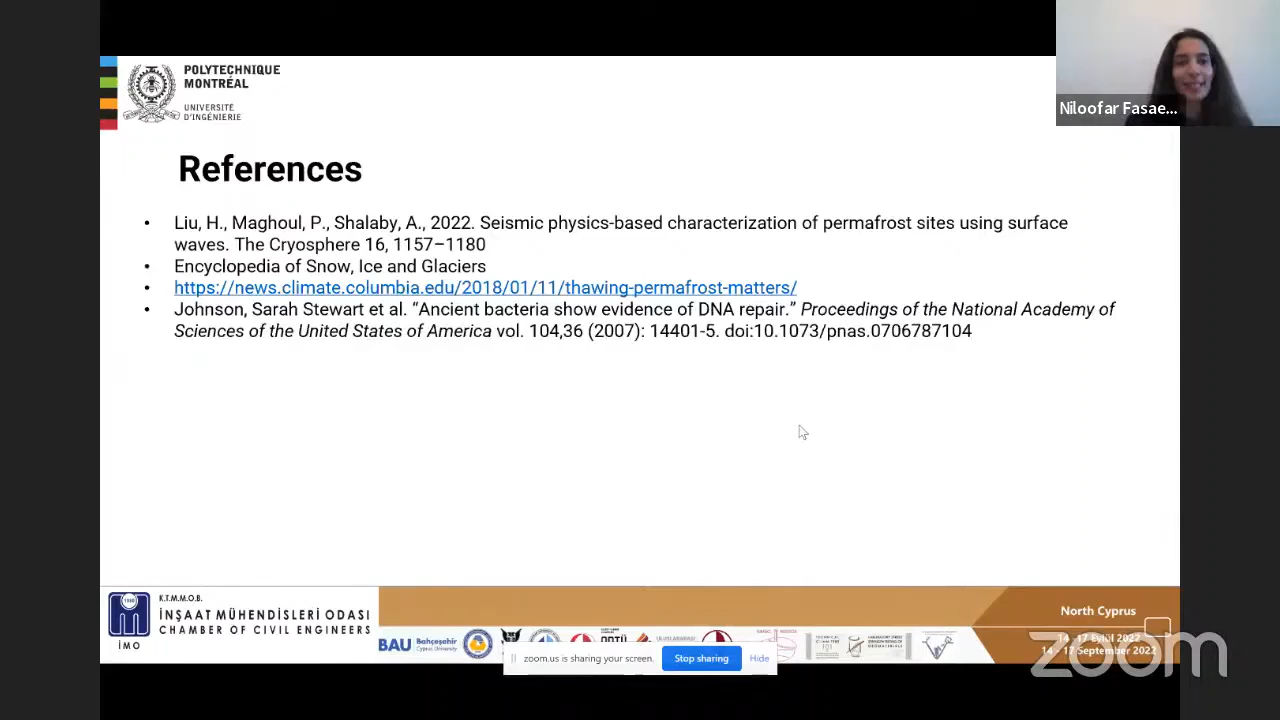 POLYTECHNIQUE
MONTRÉAL
UNIVERSITÉ
D'INGÉNIERIE
Niloofar Fasae...
References
• Liu, H., Maghoul, P., Shalaby, A., 2022. Seismic physics-based characterization of permafrost sites using surface
waves. The Cryosphere 16, 1157–1180
• Encyclopedia of Snow, Ice and Glaciers
• https://news.climate.columbia.edu/2018/01/11/thawing-permafrost-matters/
• Johnson, Sarah Stewart et al. “Ancient bacteria show evidence of DNA repair.” Proceedings of the National Academy of
Sciences of the United States of America vol. 104,36 (2007): 14401-5. doi:10.1073/pnas.0706787104
K.T.M.M.O.B.
İNŞAAT MÜHENDİSLERİ ODASI
CHAMBER OF CIVIL ENGINEERS
İMO
BAU Bahçeşehir
Cyprus University
zoom.us is sharing your screen. Stop sharing Hide
North Cyprus
14 - 17 Eylül 2022
14 - 17 September 2022
zoom